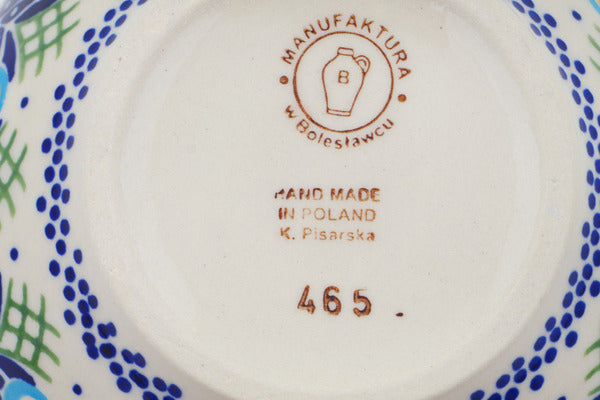 MANUFAKTURA
B
w Bolesławcu
HAND MADE
IN POLAND
K. Pisarska
465